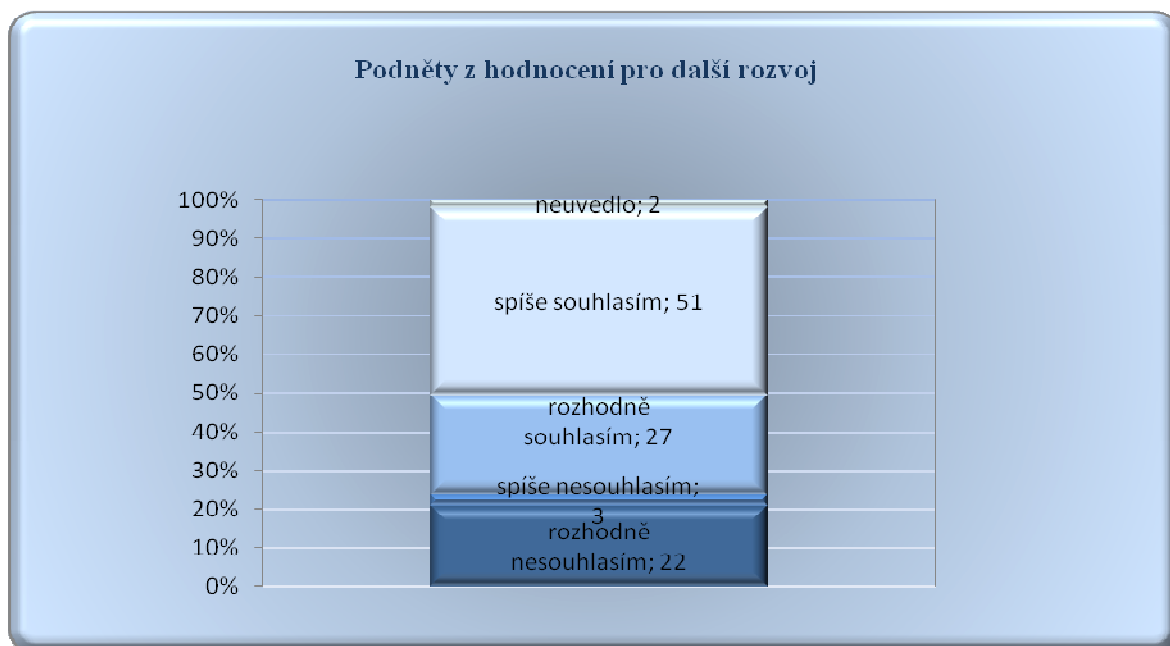 Podněty z hodnocení pro další rozvoj
100%
90%
80%
70%
60%
50%
40%
30%
20%
10%
0%
neuvedlo; 2
spíše souhlasím; 51
rozhodně
souhlasím; 27
spíše nesouhlasím;
3
rozhodně
nesouhlasím; 22